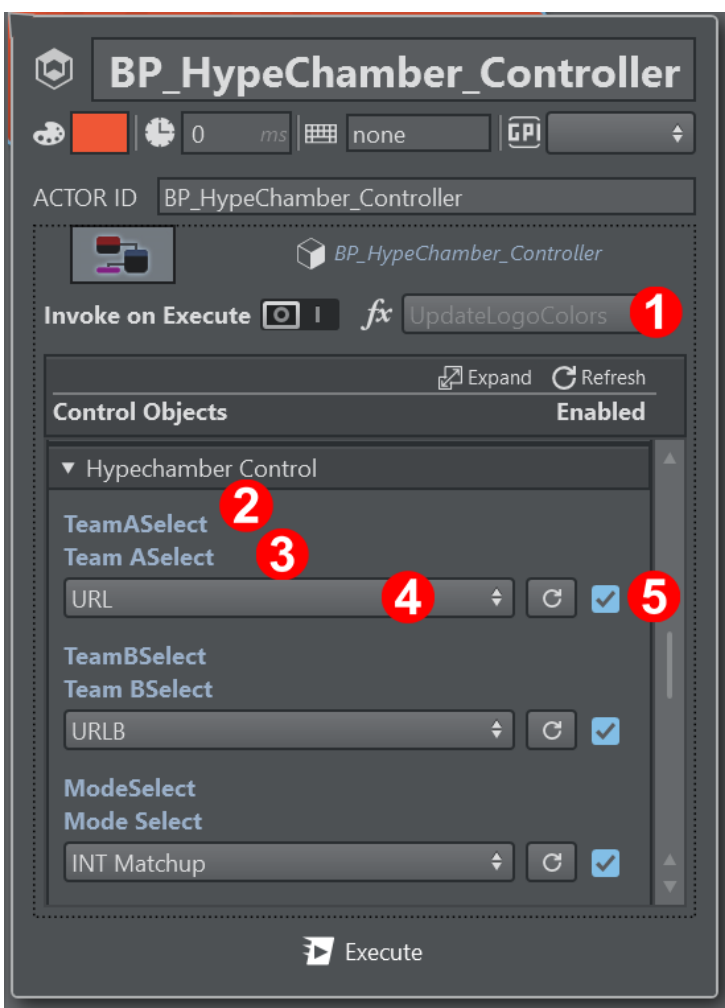 BP_HypeChamber_Controller
0 ms none GPI
ACTOR ID BP_HypeChamber_Controller
BP_HypeChamber_Controller
Invoke on Execute O I fx UpdateLogoColors 1
Expand Refresh
Control Objects Enabled
Hypechamber Control
TeamASelect 2
Team ASelect 3
URL 4 5
TeamBSelect
Team BSelect
URLB
ModeSelect
Mode Select
INT Matchup
Execute